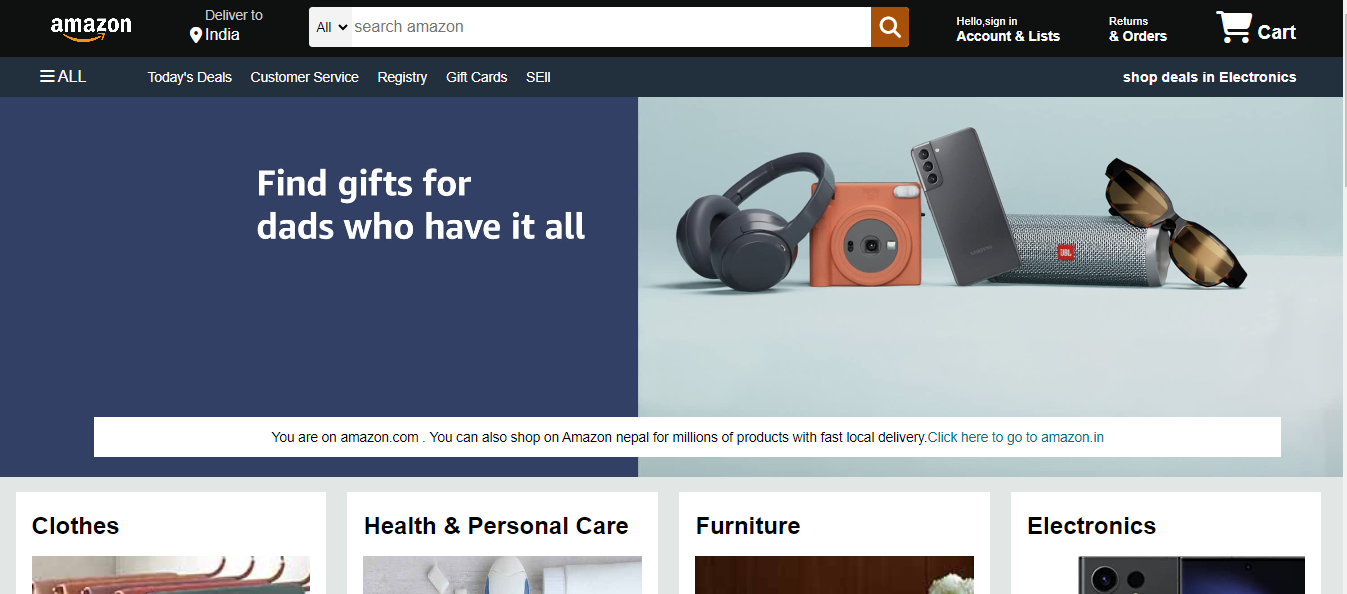 amazon
Deliver to
India
All
search amazon
Hello,sign in
Account & Lists
Returns
& Orders
Cart
ALL
Today's Deals
Customer Service
Registry
Gift Cards
SEll
shop deals in Electronics
Find gifts for
dads who have it all
SAMSUNG
JBL
You are on amazon.com . You can also shop on Amazon nepal for millions of products with fast local delivery.Click here to go to amazon.in
Clothes
Health & Personal Care
Furniture
Electronics